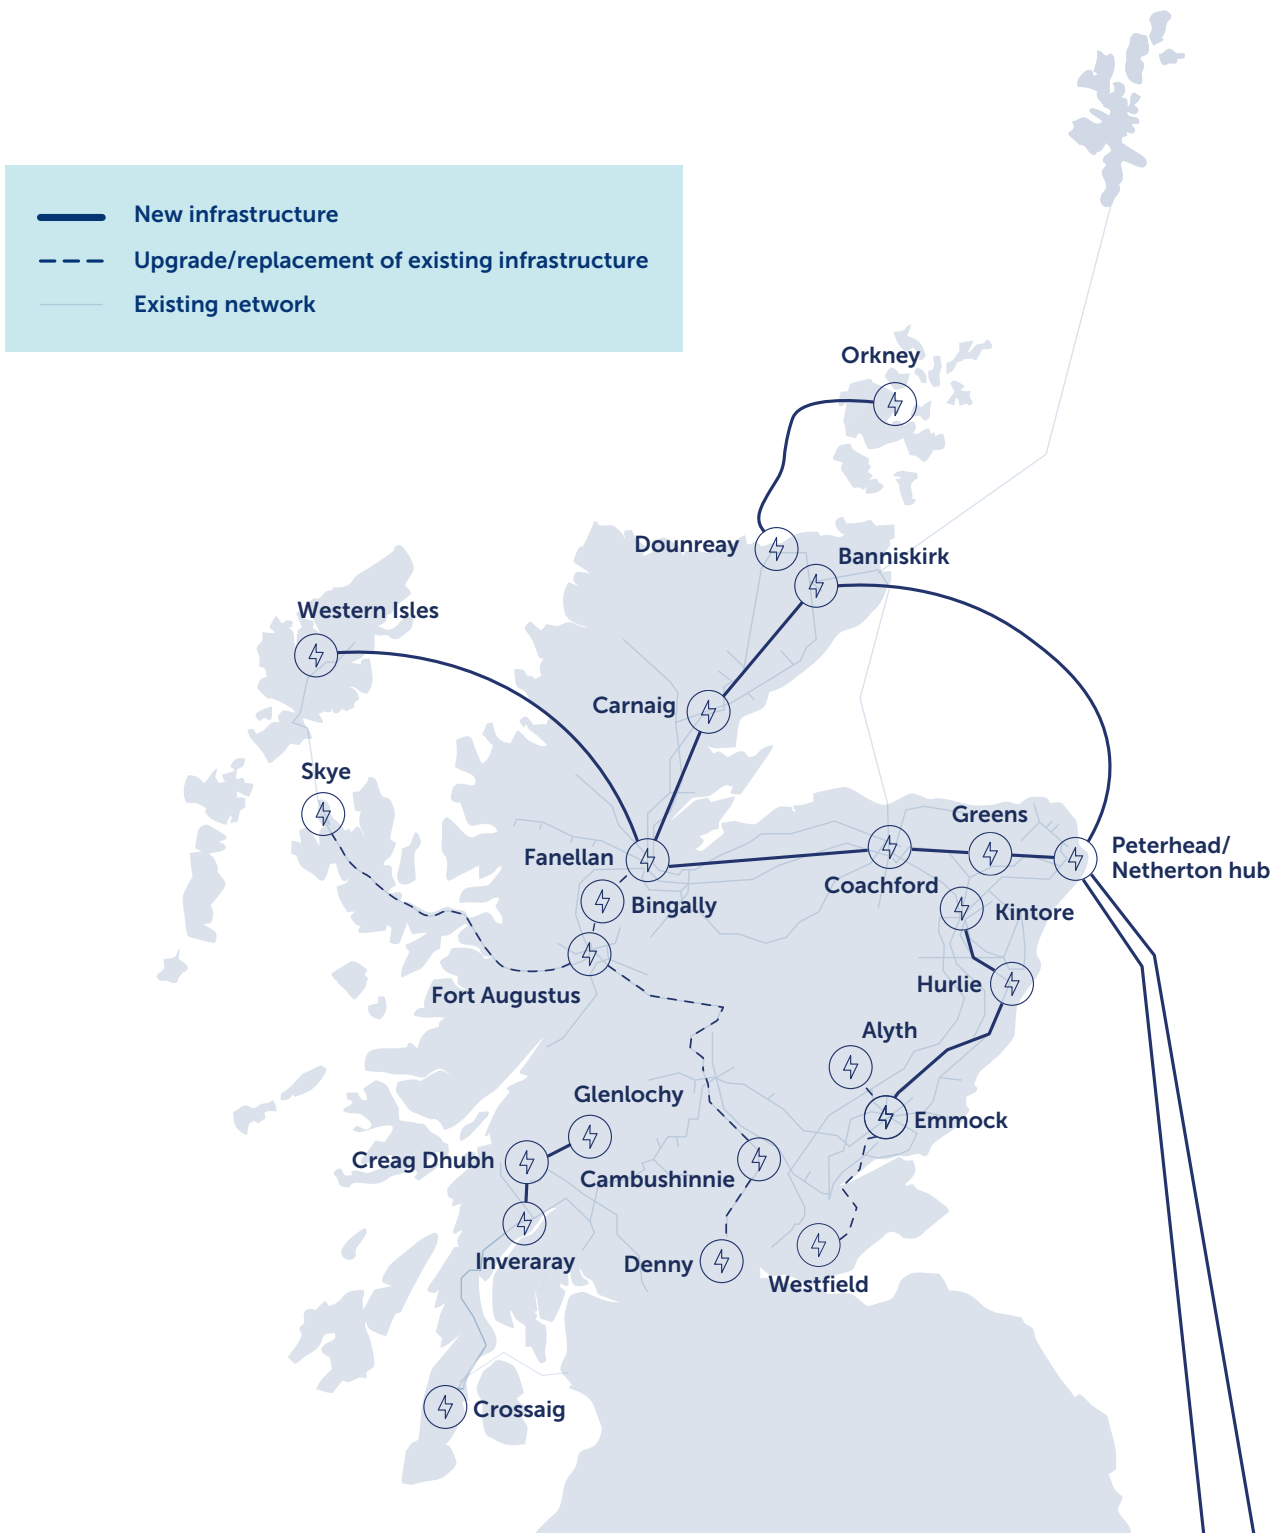 New infrastructure
Upgrade/replacement of existing infrastructure
Existing network
Orkney
Dounreay
Banniskirk
Western Isles
Carnaig
Skye
Greens
Fanellan
Peterhead/
Netherton hub
Coachford
Bingally
Kintore
Hurlie
Fort Augustus
Alyth
Glenlochy
Emmock
Creag Dhubh
Cambushinnie
Inveraray
Denny
Westfield
Crossaig